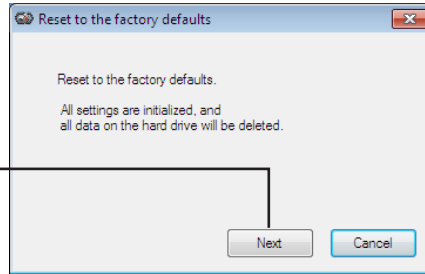 Reset to the factory defaults
Reset to the factory defaults.
All settings are initialized, and
all data on the hard drive will be deleted.
Next
Cancel